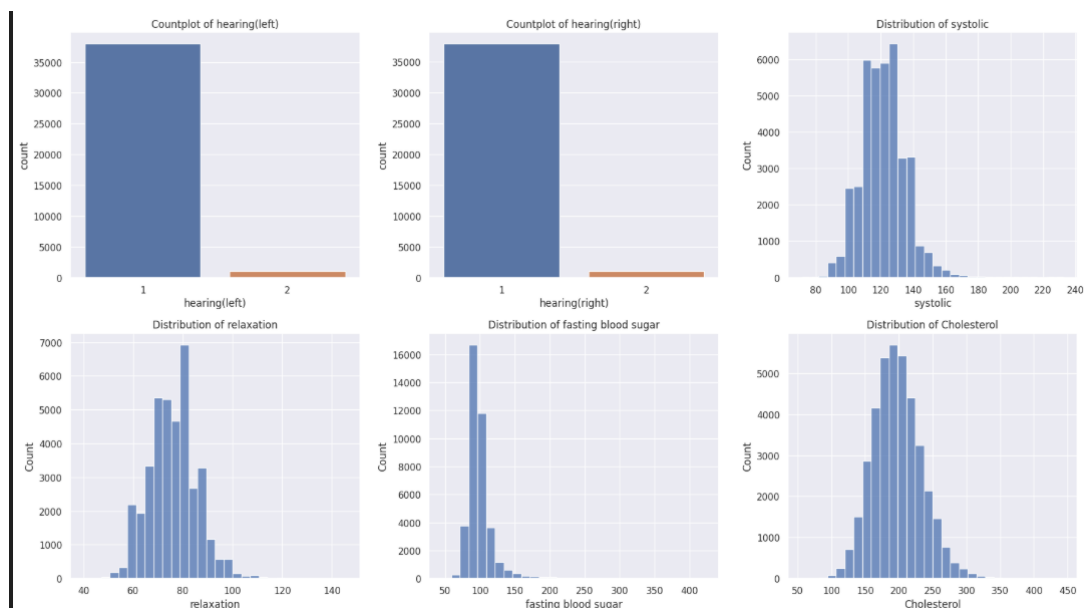 Countplot of hearing(left)
35000
30000
25000
20000
15000
10000
5000
0
count
1 2
hearing(left)
Countplot of hearing(right)
35000
30000
25000
20000
15000
10000
5000
0
count
1 2
hearing(right)
Distribution of systolic
6000
5000
4000
3000
2000
1000
0
Count
80 100 120 140 160 180 200 220 240
systolic
Distribution of relaxation
7000
6000
5000
4000
3000
2000
1000
0
Count
40 60 80 100 120 140
relaxation
Distribution of fasting blood sugar
16000
14000
12000
10000
8000
6000
4000
2000
0
Count
50 100 150 200 250 300 350 400
fasting blood sugar
Distribution of Cholesterol
5000
4000
3000
2000
1000
0
Count
50 100 150 200 250 300 350 400 450
Cholesterol